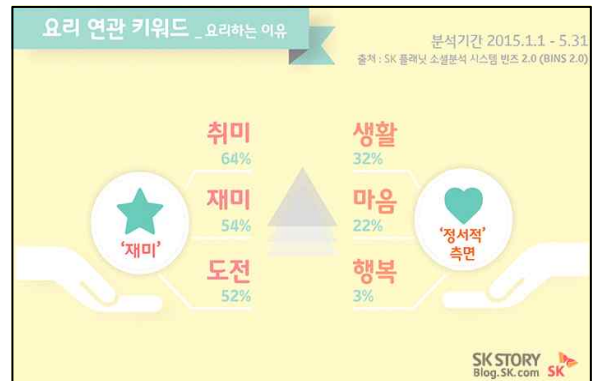 요리 연관 키워드 _ 요리하는 이유
분석기간 2015.1.1 - 5.31
출처 : SK 플래닛 소셜분석 시스템 빈즈 2.0 (BINS 2.0)
'재미'
취미
64%
재미
54%
도전
52%
생활
32%
마음
22%
행복
3%
'정서적'
측면
SK STORY
Blog.SK.com SK